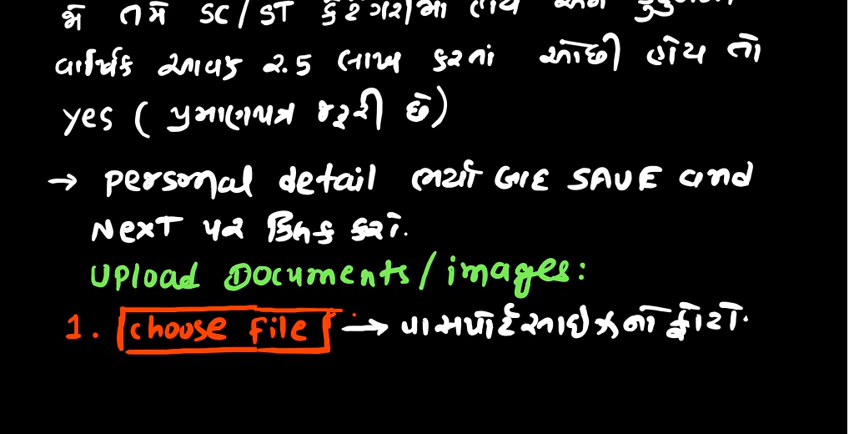 જો તમે SC/ST કેટેગરીમાં હોય અને કુટુંબની
વાર્ષિક આવક 2.5 લાખ કરતાં ઓછી હોય તો
yes ( પ્રમાણપત્ર જરૂરી છે)
→ personal detail ભર્યા બાદ SAVE and
NexT પર ક્લિક કરો.
UPload Documents/images:
1. choose file → પાસપોર્ટ સાઇઝનો ફોટો.